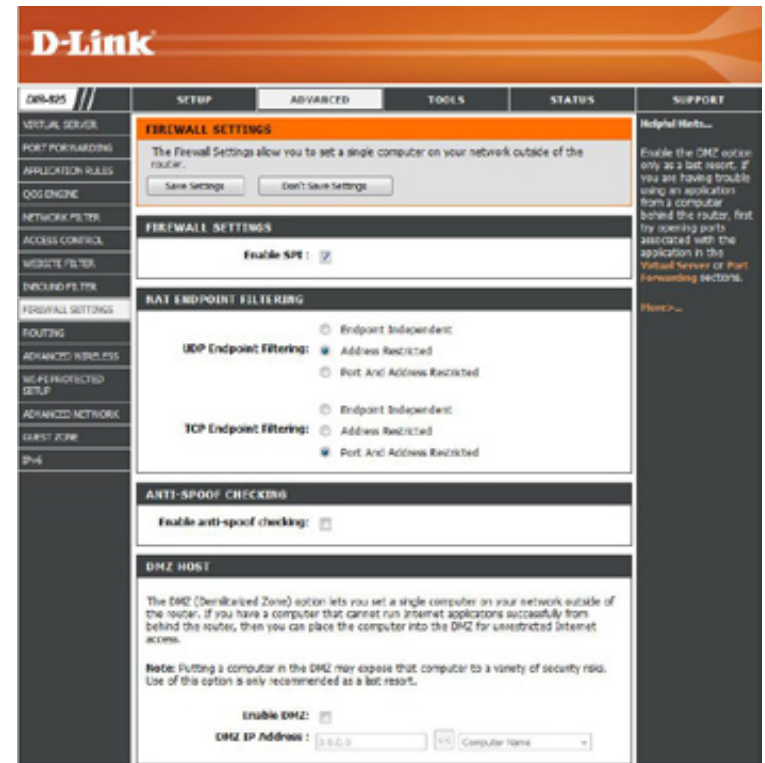 D-Link
DIR-825
SETUP
ADVANCED
TOOLS
STATUS
SUPPORT
VIRTUAL SERVER
PORT FORWARDING
APPLICATION RULES
QOS ENGINE
NETWORK FILTER
ACCESS CONTROL
WEBSITE FILTER
INBOUND FILTER
FIREWALL SETTINGS
ROUTING
ADVANCED WIRELESS
WI-FI PROTECTED
SETUP
ADVANCED NETWORK
GUEST ZONE
IPv6
FIREWALL SETTINGS
The Firewall Settings allow you to set a single computer on your network outside of the
router.
Save Settings
Don't Save Settings
FIREWALL SETTINGS
Enable SPI :
NAT ENDPOINT FILTERING
UDP Endpoint Filtering:
Endpoint Independent
Address Restricted
Port And Address Restricted
TCP Endpoint Filtering:
Endpoint Independent
Address Restricted
Port And Address Restricted
ANTI-SPOOF CHECKING
Enable anti-spoof checking:
DMZ HOST
The DMZ (Demilitarized Zone) option lets you set a single computer on your network outside of
the router. If you have a computer that cannot run Internet applications successfully from
behind the router, then you can place the computer into the DMZ for unrestricted Internet
access.
Note: Putting a computer in the DMZ may expose that computer to a variety of security risks.
Use of this option is only recommended as a last resort.
Enable DMZ:
DMZ IP Address :
0.0.0.0
<<
Computer Name
Helpful Hints...
Enable the DMZ option
only as a last resort. If
you are having trouble
using an application
from a computer
behind the router, first
try opening ports
associated with the
application in the
Virtual Server or Port
Forwarding sections.
More>...